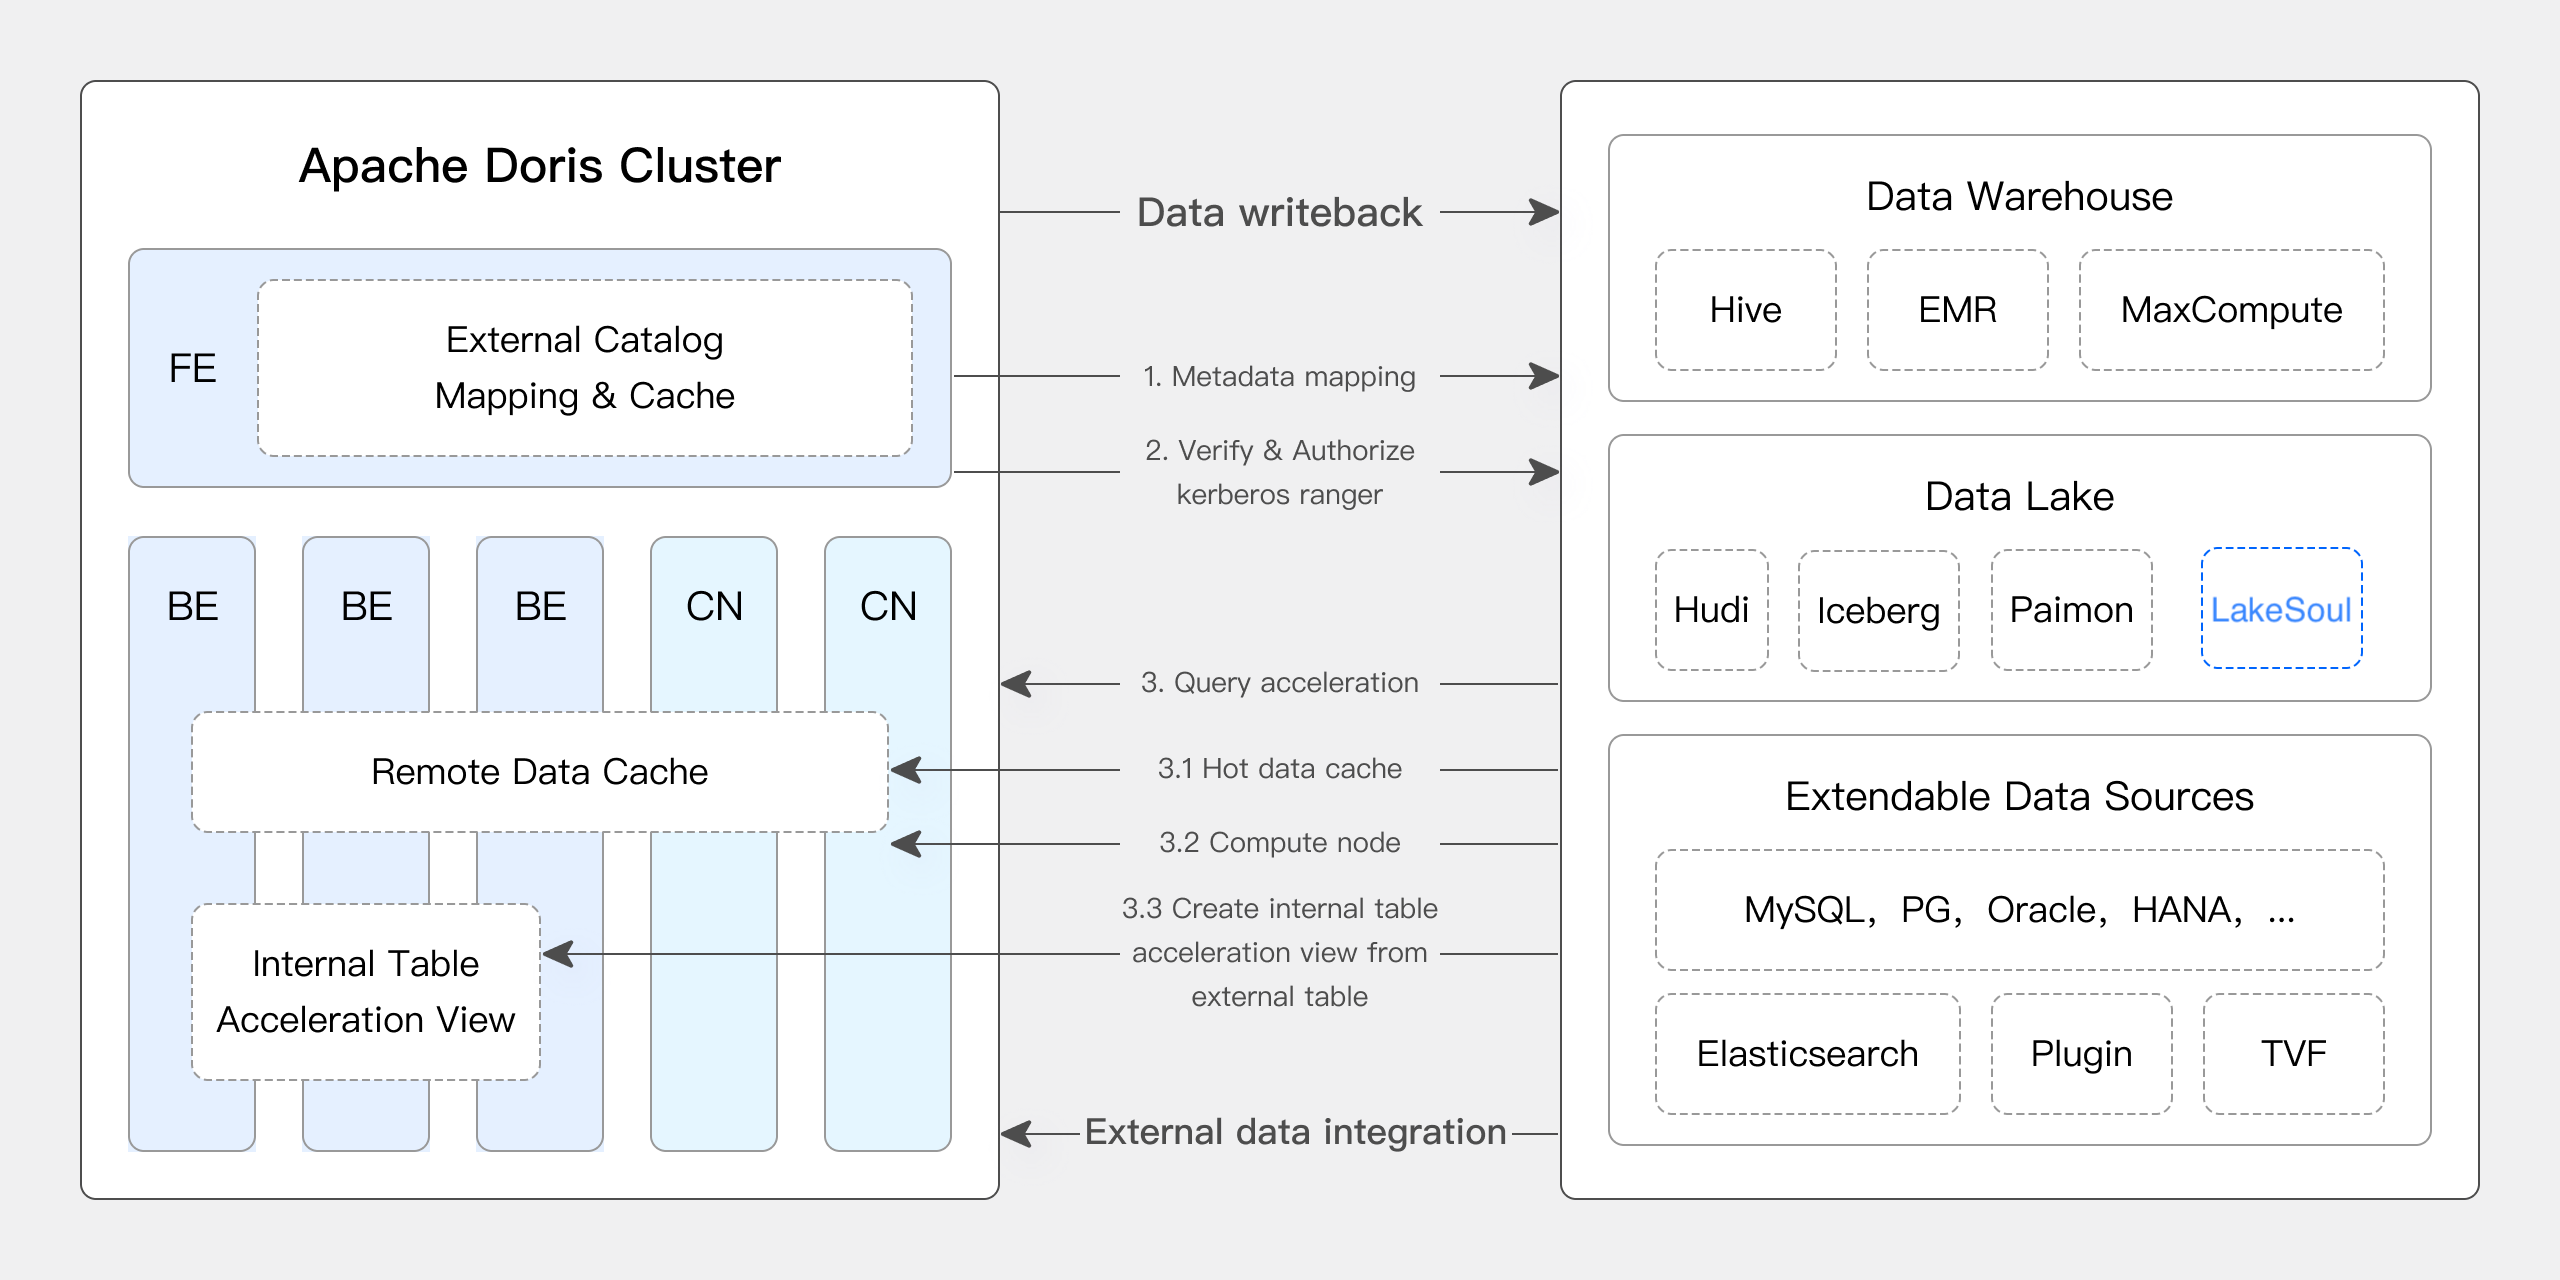 Apache Doris Cluster
FE
External Catalog
Mapping & Cache
BE
BE
BE
CN
CN
Remote Data Cache
Internal Table
Acceleration View
Data writeback
1. Metadata mapping
2. Verify & Authorize
kerberos ranger
3. Query acceleration
3.1 Hot data cache
3.2 Compute node
3.3 Create internal table
acceleration view from
external table
External data integration
Data Warehouse
Hive
EMR
MaxCompute
Data Lake
Hudi
Iceberg
Paimon
LakeSoul
Extendable Data Sources
MySQL, PG, Oracle, HANA, ...
Elasticsearch
Plugin
TVF